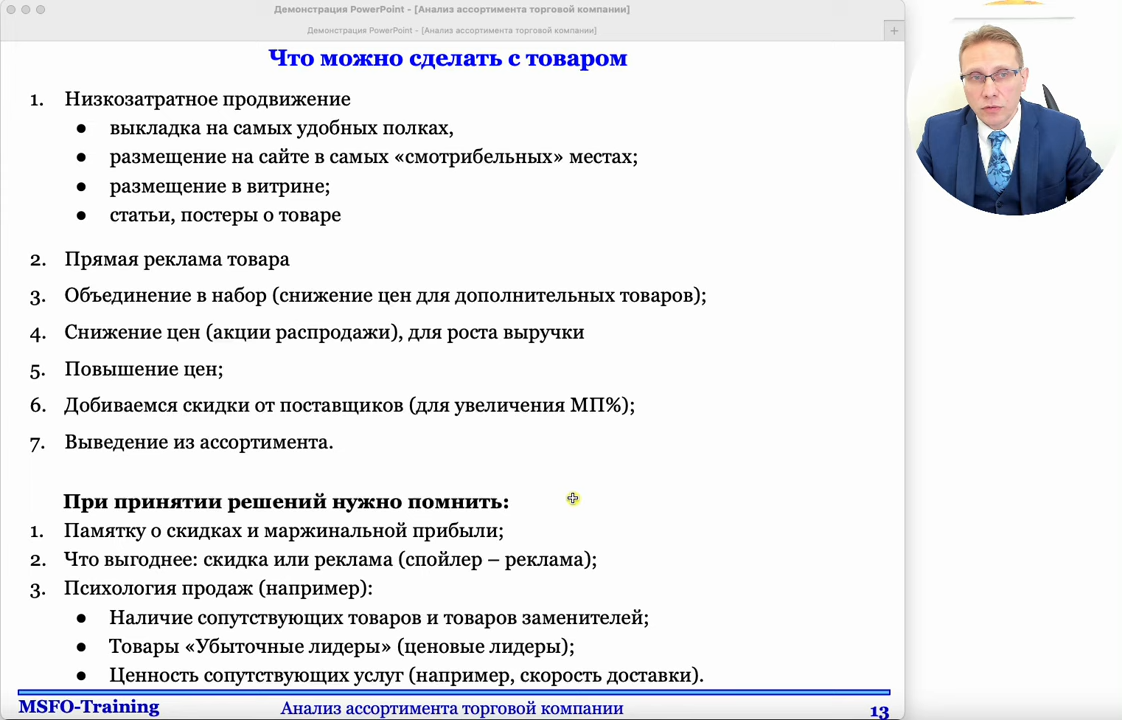 Демонстрация PowerPoint - [Анализ ассортимента торговой компании]
Демонстрация PowerPoint - [Анализ ассортимента торговой компании]
Что можно сделать с товаром
1. Низкозатратное продвижение
● выкладка на самых удобных полках,
● размещение на сайте в самых «смотрибельных» местах;
● размещение в витрине;
● статьи, постеры о товаре
2. Прямая реклама товара
3. Объединение в набор (снижение цен для дополнительных товаров);
4. Снижение цен (акции распродажи), для роста выручки
5. Повышение цен;
6. Добиваемся скидки от поставщиков (для увеличения МП%);
7. Выведение из ассортимента.
При принятии решений нужно помнить:
1. Памятку о скидках и маржинальной прибыли;
2. Что выгоднее: скидка или реклама (спойлер – реклама);
3. Психология продаж (например):
● Наличие сопутствующих товаров и товаров заменителей;
● Товары «Убыточные лидеры» (ценовые лидеры);
● Ценность сопутствующих услуг (например, скорость доставки).
MSFO-Training Анализ ассортимента торговой компании 13